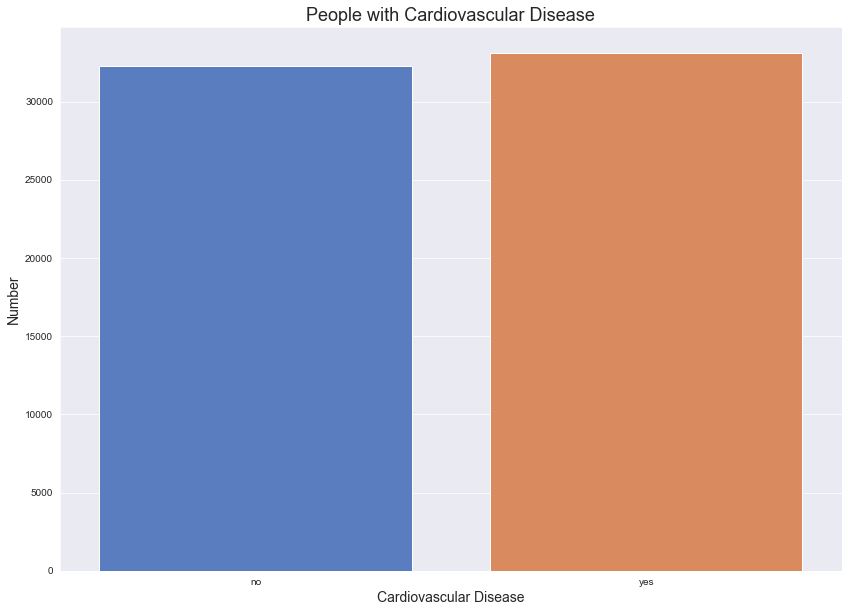 People with Cardiovascular Disease
30000
25000
20000
15000
10000
5000
0
Number
no yes
Cardiovascular Disease